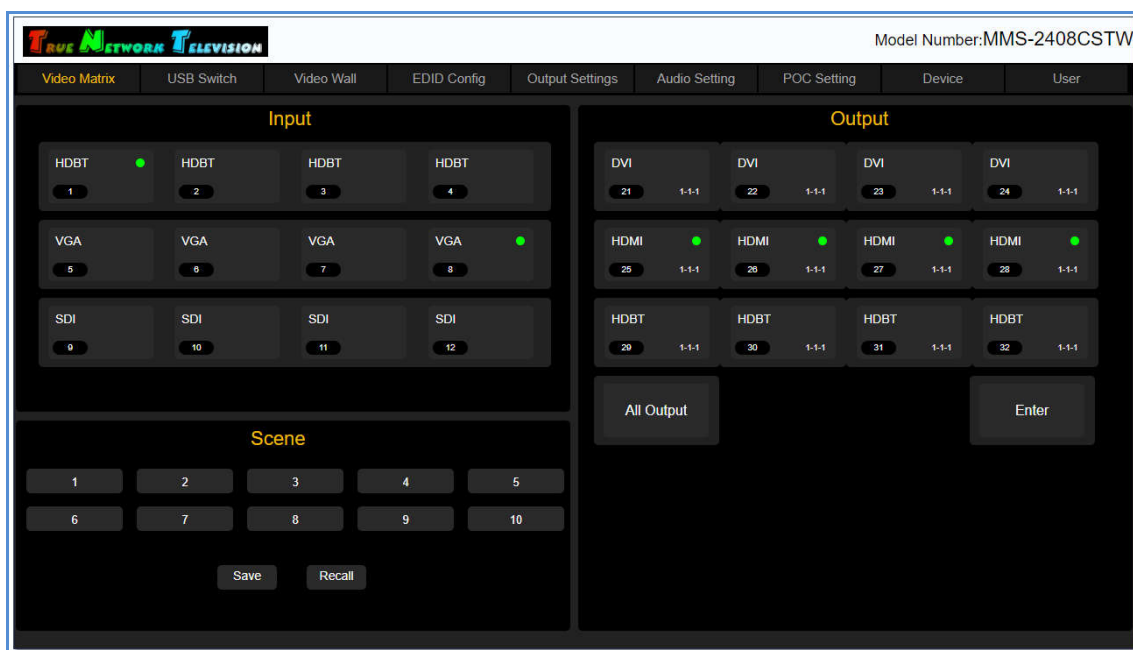 TRUE NETWORK TELEVISION
Model Number:MMS-2408CSTW
Video Matrix USB Switch Video Wall EDID Config Output Settings Audio Setting POC Setting Device User
Input
HDBT HDBT HDBT HDBT
1 2 3 4
VGA VGA VGA VGA
5 6 7 8
SDI SDI SDI SDI
9 10 11 12
Scene
1 2 3 4 5
6 7 8 9 10
Save Recall
Output
DVI DVI DVI DVI
21 1-1-1 22 1-1-1 23 1-1-1 24 1-1-1
HDMI HDMI HDMI HDMI
25 1-1-1 26 1-1-1 27 1-1-1 28 1-1-1
HDBT HDBT HDBT HDBT
29 1-1-1 30 1-1-1 31 1-1-1 32 1-1-1
All Output Enter